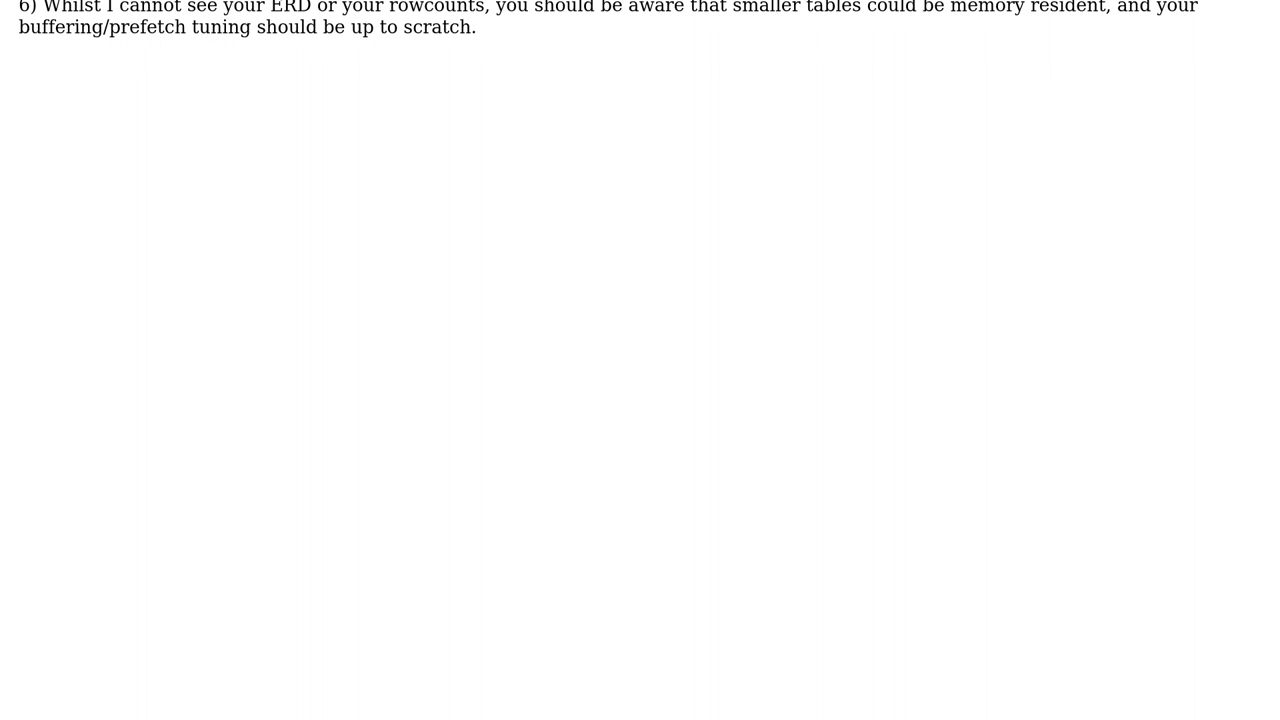 6) Whilst I cannot see your ERD or your rowcounts, you should be aware that smaller tables could be memory resident, and your
buffering/prefetch tuning should be up to scratch.